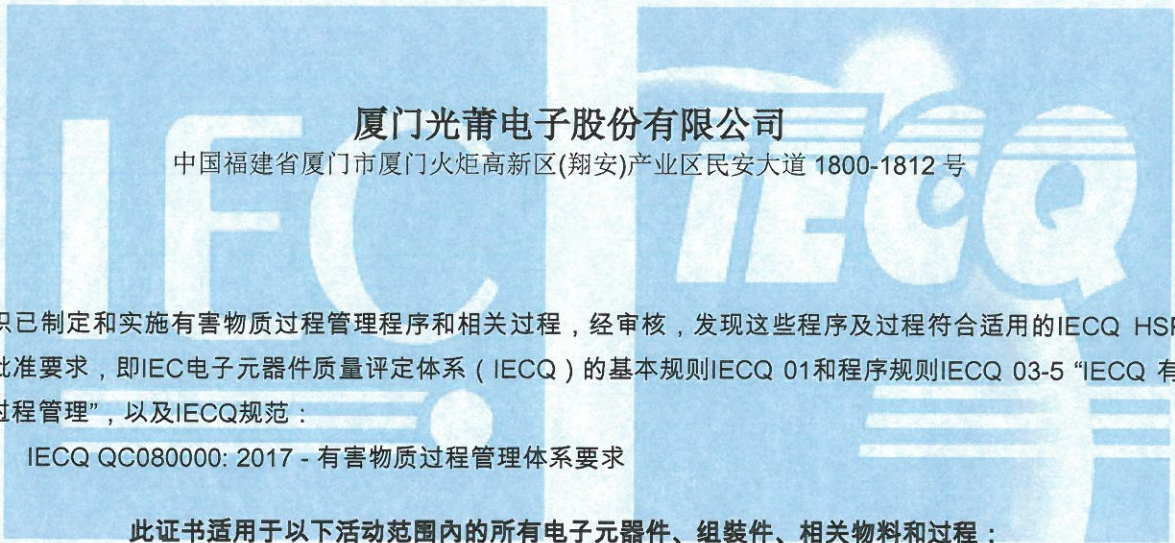 厦门光莆电子股份有限公司
中国福建省厦门市厦门火炬高新区(翔安)产业区民安大道 1800-1812 号
IEC
IECQ
已制定和实施有害物质过程管理程序和相关过程，经审核，发现这些程序及过程符合适用的IECQ HS
准要求，即IEC电子元器件质量评定体系（IECQ）的基本规则IECQ 01和程序规则IECQ 03-5 “IECQ 有
过程管理”，以及IECQ规范：
IECQ QC080000: 2017 - 有害物质过程管理体系要求
此证书适用于以下活动范围内的所有电子元器件、组装件、相关物料和过程：